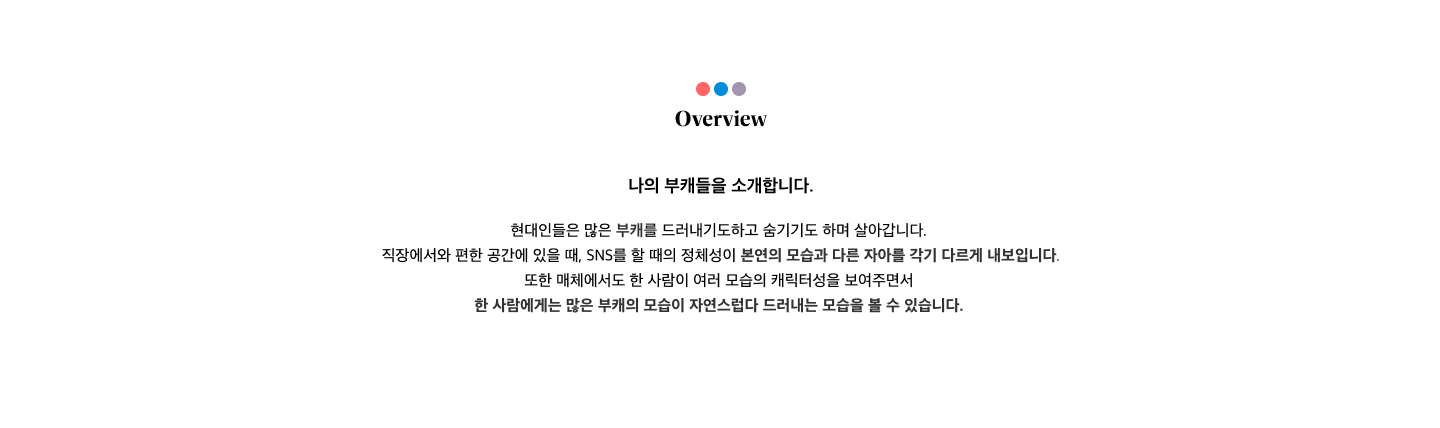 Overview
나의 부캐들을 소개합니다.
현대인들은 많은 부캐를 드러내기도하고 숨기기도 하며 살아갑니다.
직장에서와 편한 공간에 있을 때, SNS를 할 때의 정체성이 본연의 모습과 다른 자아를 각기 다르게 내보입니다.
또한 매체에서도 한 사람이 여러 모습의 캐릭터성을 보여주면서
한 사람에게는 많은 부캐의 모습이 자연스럽다 드러내는 모습을 볼 수 있습니다.